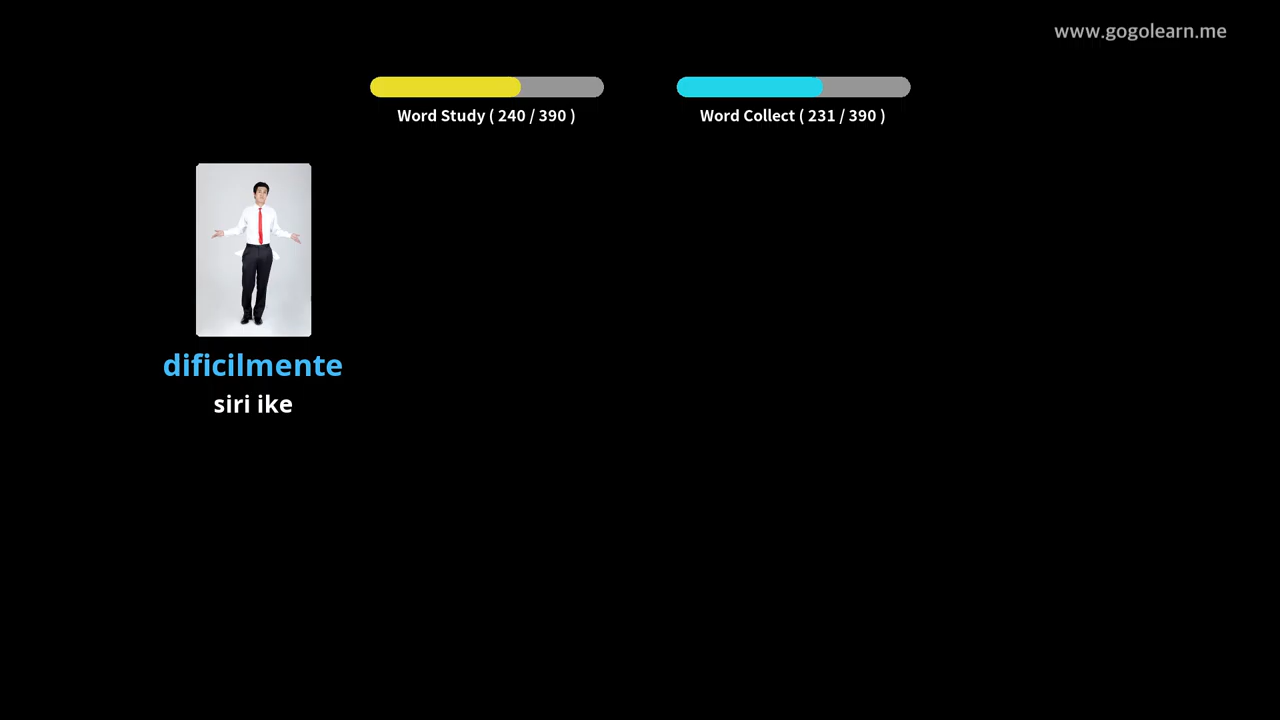 www.gogolearn.me
Word Study ( 240 / 390 )
Word Collect ( 231 / 390 )
dificilmente
siri ike